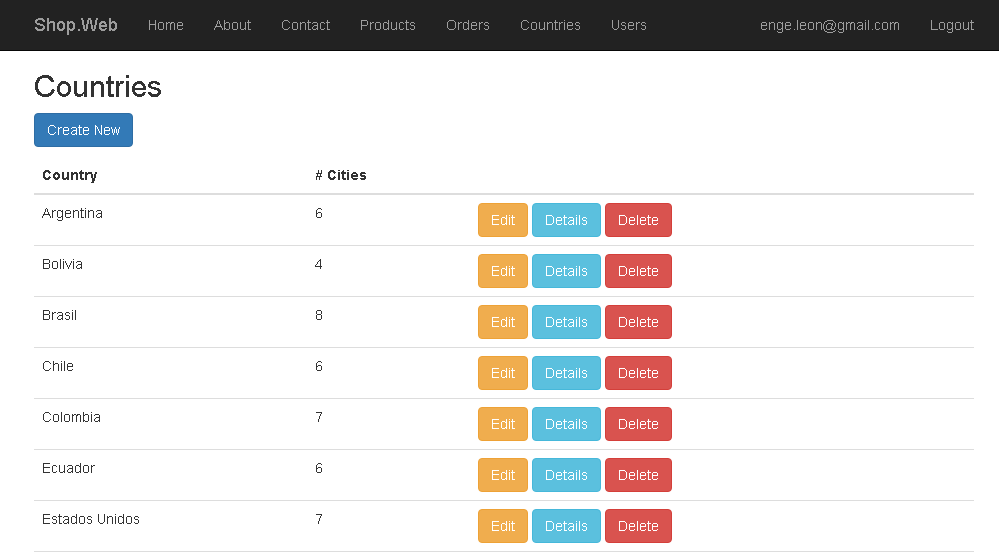 Shop.Web Home About Contact Products Orders Countries Users enge.leon@gmail.com Logout
Countries
Create New
Country # Cities
Argentina 6 Edit Details Delete
Bolivia 4 Edit Details Delete
Brasil 8 Edit Details Delete
Chile 6 Edit Details Delete
Colombia 7 Edit Details Delete
Ecuador 6 Edit Details Delete
Estados Unidos 7 Edit Details Delete